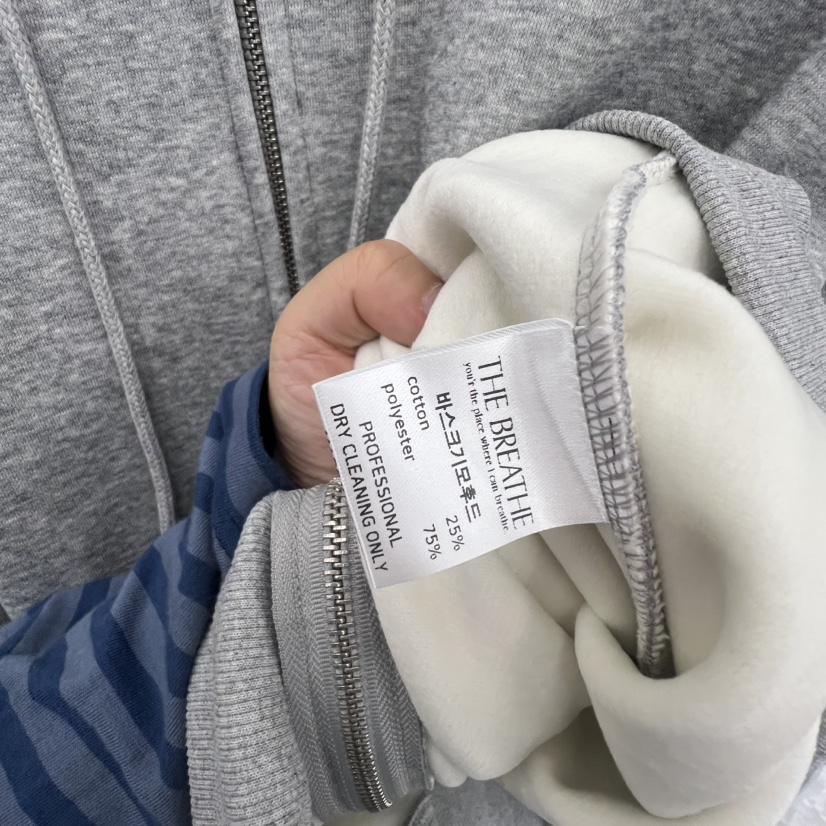 THE BREATHE
you'r the place where I can breathe.
바스크기모후드
cotton 25%
polyester 75%
PROFESSIONAL
DRY CLEANING ONLY